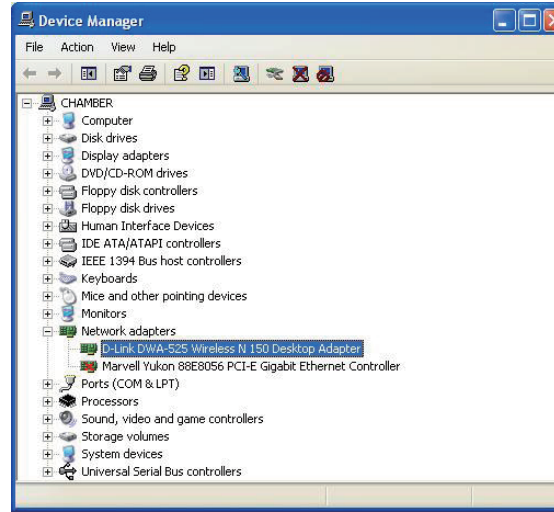 Device Manager
File Action View Help
CHAMBER
Computer
Disk drives
Display adapters
DVD/CD-ROM drives
Floppy disk controllers
Floppy disk drives
Human Interface Devices
IDE ATA/ATAPI controllers
IEEE 1394 Bus host controllers
Keyboards
Mice and other pointing devices
Monitors
Network adapters
D-Link DWA-525 Wireless N 150 Desktop Adapter
Marvell Yukon 88E8056 PCI-E Gigabit Ethernet Controller
Ports (COM & LPT)
Processors
Sound, video and game controllers
Storage volumes
System devices
Universal Serial Bus controllers